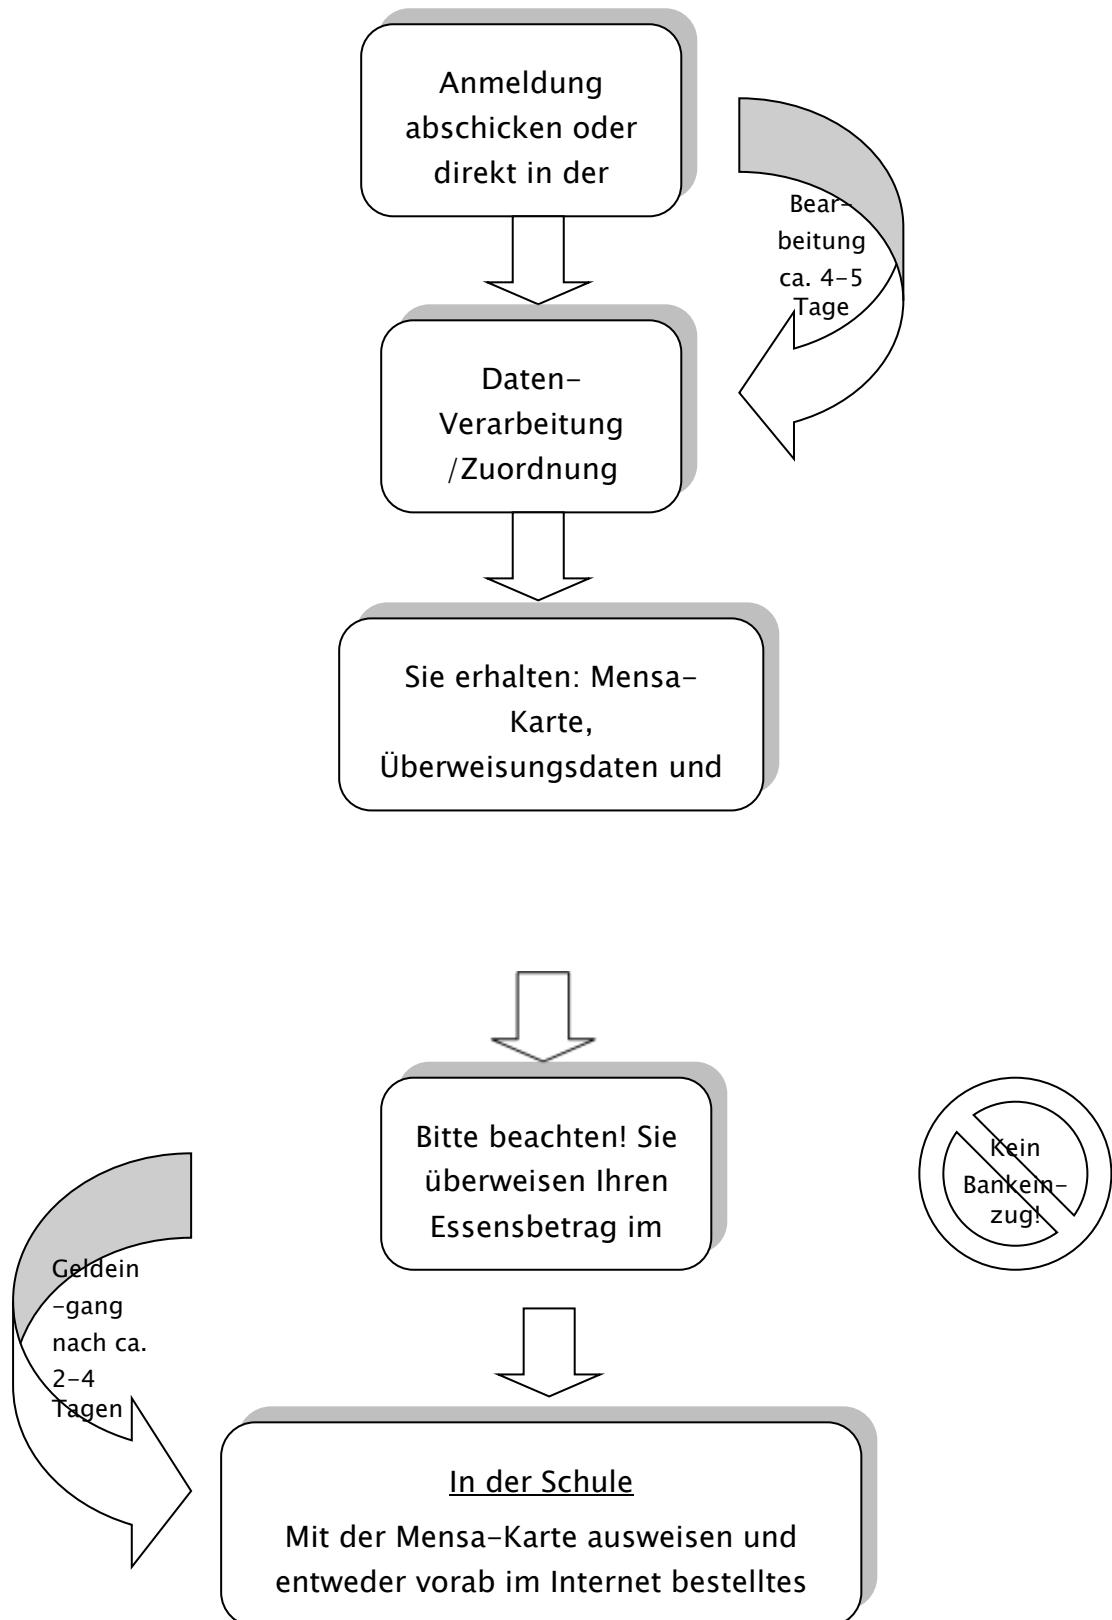 Anmeldung
abschicken oder
direkt in der
Bear-
beitung
ca. 4-5
Tage
Daten-
Verarbeitung
/Zuordnung
Sie erhalten: Mensa-
Karte,
Überweisungsdaten und
Bitte beachten! Sie
überweisen Ihren
Essensbetrag im
Kein
Bankein-
zug!
Geldein
-gang
nach ca.
2-4
Tagen
In der Schule
Mit der Mensa-Karte ausweisen und
entweder vorab im Internet bestelltes